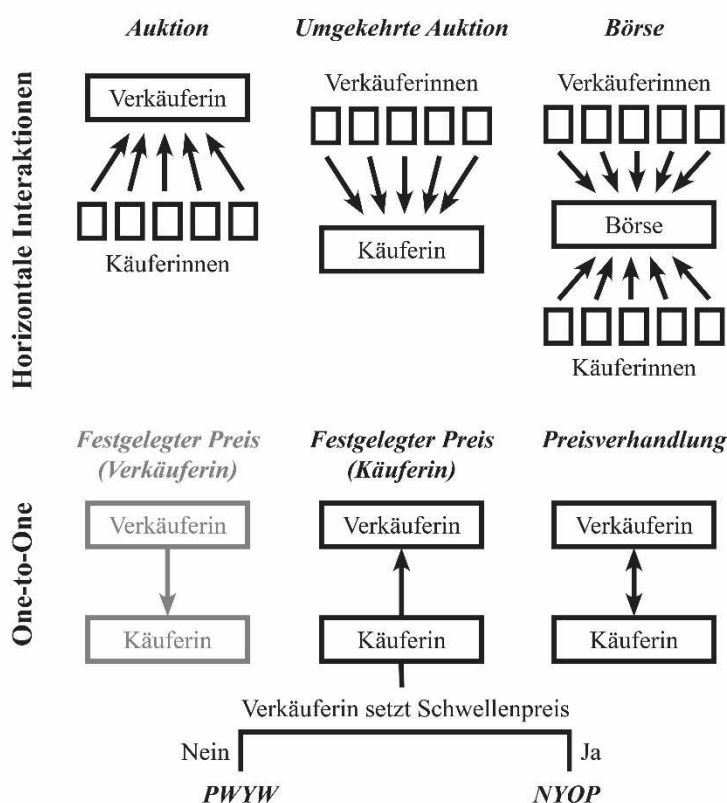 Auktion
Umgekehrte Auktion
Börse
Horizontale Interaktionen
Verkäuferin
Käuferinnen
Verkäuferinnen
Käuferin
Verkäuferinnen
Börse
Käuferinnen
One-to-One
Festgelegter Preis
(Verkäuferin)
Verkäuferin
Käuferin
Festgelegter Preis
(Käuferin)
Verkäuferin
Käuferin
Preisverhandlung
Verkäuferin
Käuferin
Verkäuferin setzt Schwellenpreis
Nein
Ja
PWYW
NYOP